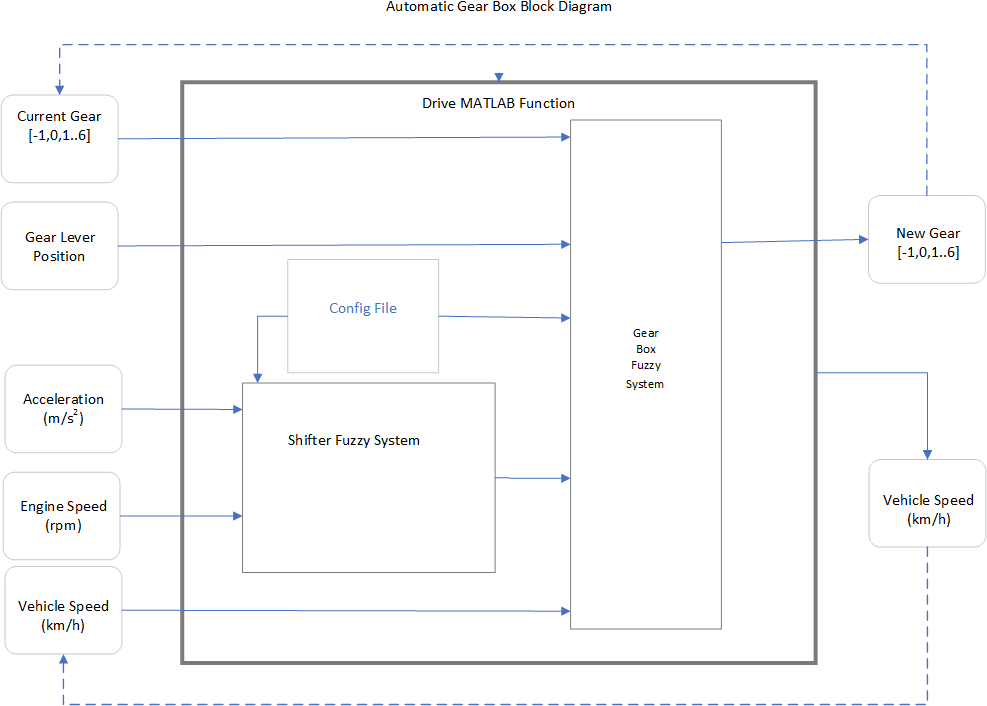 Automatic Gear Box Block Diagram
Drive MATLAB Function
Current Gear
[-1,0,1..6]
Gear Lever
Position
New Gear
[-1,0,1..6]
Config File
Gear
Box
Fuzzy
System
Acceleration
(m/s²)
Shifter Fuzzy System
Engine Speed
(rpm)
Vehicle Speed
(km/h)
Vehicle Speed
(km/h)